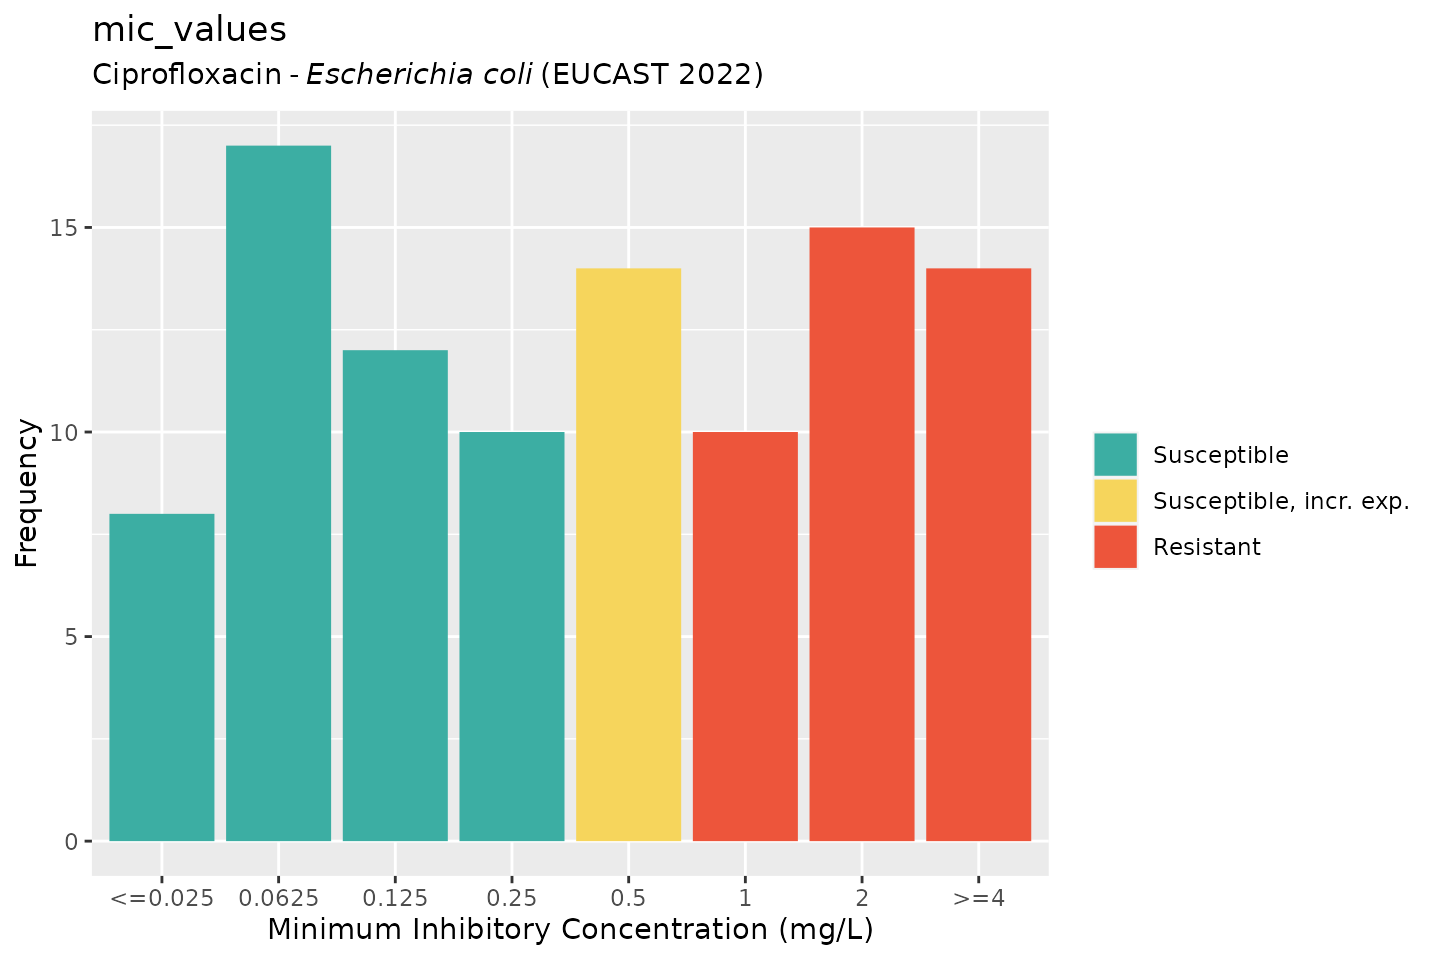 mic_values
Ciprofloxacin - Escherichia coli (EUCAST 2022)
Frequency
15
10
5
0
<=0.025 0.0625 0.125 0.25 0.5 1 2 >=4
Minimum Inhibitory Concentration (mg/L)
Susceptible
Susceptible, incr. exp.
Resistant